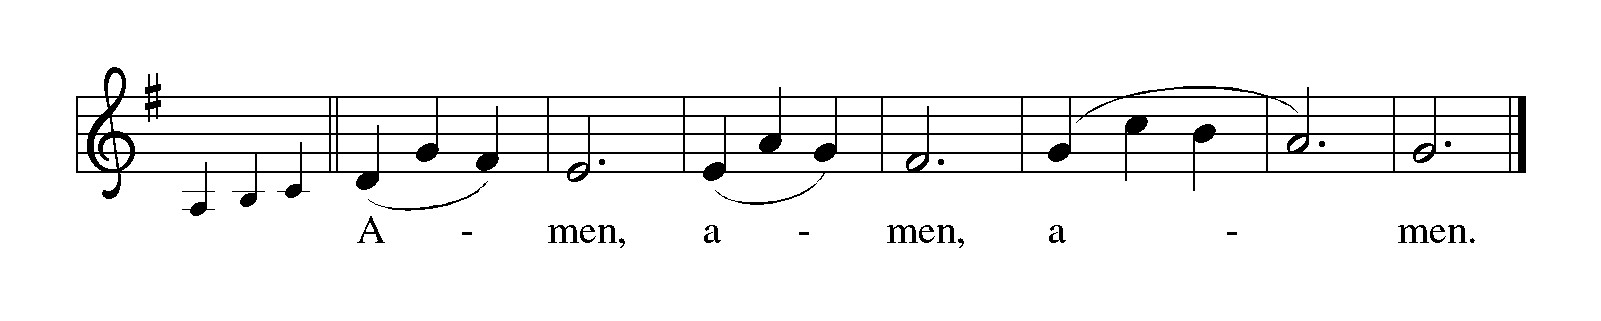 A - men, a - men, a - men.